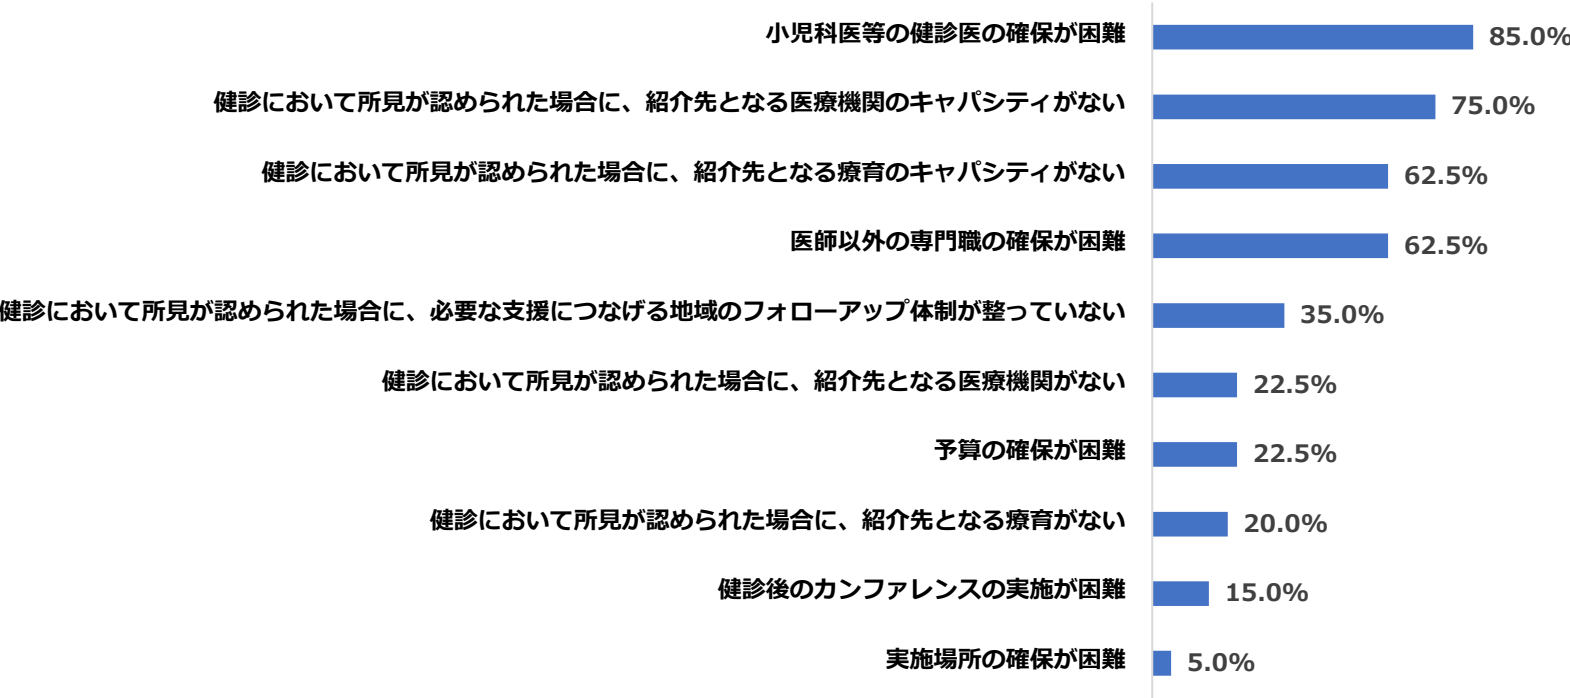 小児科医等の健診医の確保が困難 85.0%
健診において所見が認められた場合に、紹介先となる医療機関のキャパシティがない 75.0%
健診において所見が認められた場合に、紹介先となる療育のキャパシティがない 62.5%
医師以外の専門職の確保が困難 62.5%
健診において所見が認められた場合に、必要な支援につなげる地域のフォローアップ体制が整っていない 35.0%
健診において所見が認められた場合に、紹介先となる医療機関がない 22.5%
予算の確保が困難 22.5%
健診において所見が認められた場合に、紹介先となる療育がない 20.0%
健診後のカンファレンスの実施が困難 15.0%
実施場所の確保が困難 5.0%